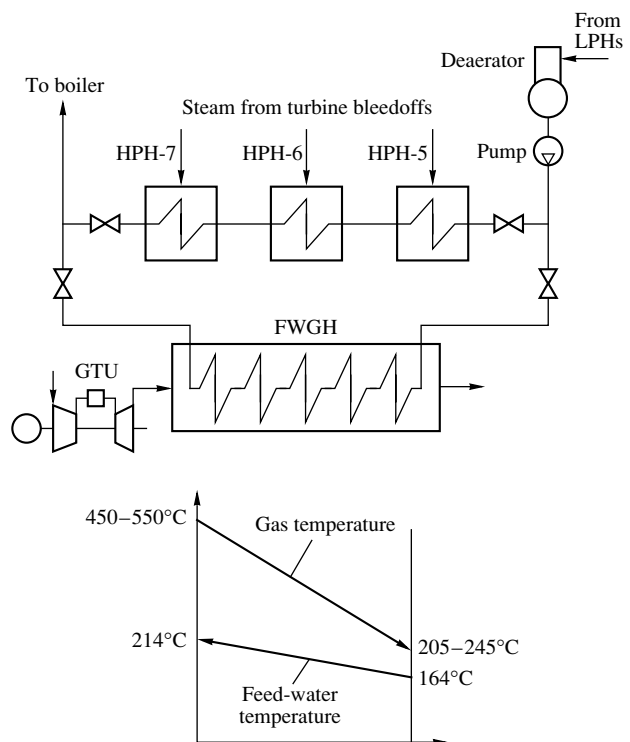 From
LPHs
Deaerator
To boiler
Steam from turbine bleedoffs
HPH-7
HPH-6
HPH-5
Pump
FWGH
GTU
450–550°C
Gas temperature
214°C
205–245°C
164°C
Feed-water
temperature